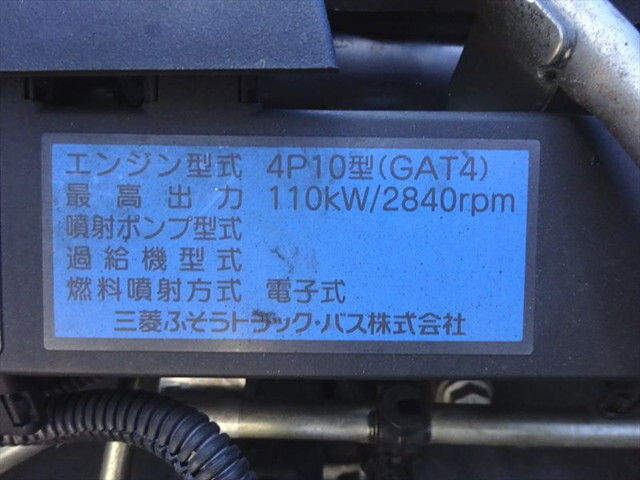 エンジン型式 4P10型(GAT4)
最高出力 110kW/2840rpm
噴射ポンプ型式
過給機型式
燃料噴射方式 電子式
三菱ふそうトラック・バス株式会社